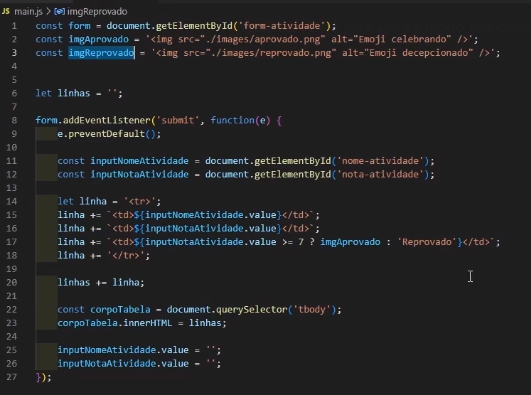 JS main.js > imgReprovado
1 const form = document.getElementById('form-atividade');
2 const imgAprovado = '<img src="./images/aprovado.png" alt="Emoji celebrando" />';
3 const imgReprovado = '<img src="./images/reprovado.png" alt="Emoji decepcionado" />';
4
5
6 let linhas = '';
7
8 form.addEventListener('submit', function(e) {
9 e.preventDefault();
10
11 const inputNomeAtividade = document.getElementById('nome-atividade');
12 const inputNotaAtividade = document.getElementById('nota-atividade');
13
14 let linha = '<tr>';
15 linha += `<td>${inputNomeAtividade.value}</td>`;
16 linha += `<td>${inputNotaAtividade.value}</td>`;
17 linha += `<td>${inputNotaAtividade.value >= 7 ? imgAprovado : 'Reprovado'}</td>`;
18 linha += '</tr>';
19
20 linhas += linha;
21
22 const corpoTabela = document.querySelector('tbody');
23 corpoTabela.innerHTML = linhas;
24
25 inputNomeAtividade.value = '';
26 inputNotaAtividade.value = '';
27 });